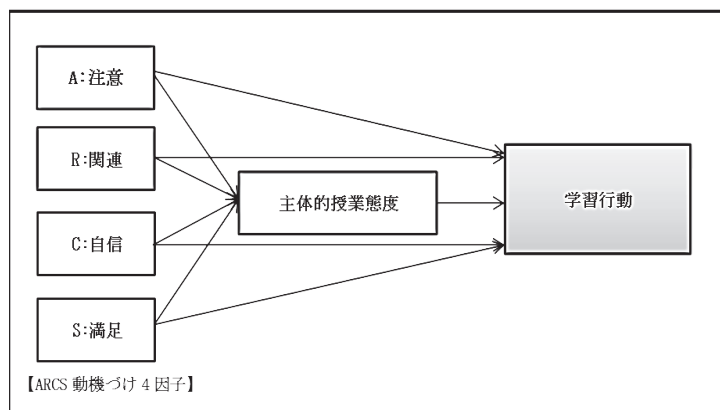 A:注意
R:関連
C:自信
S:満足
主体的授業態度
学習行動
【ARCS 動機づけ 4 因子】